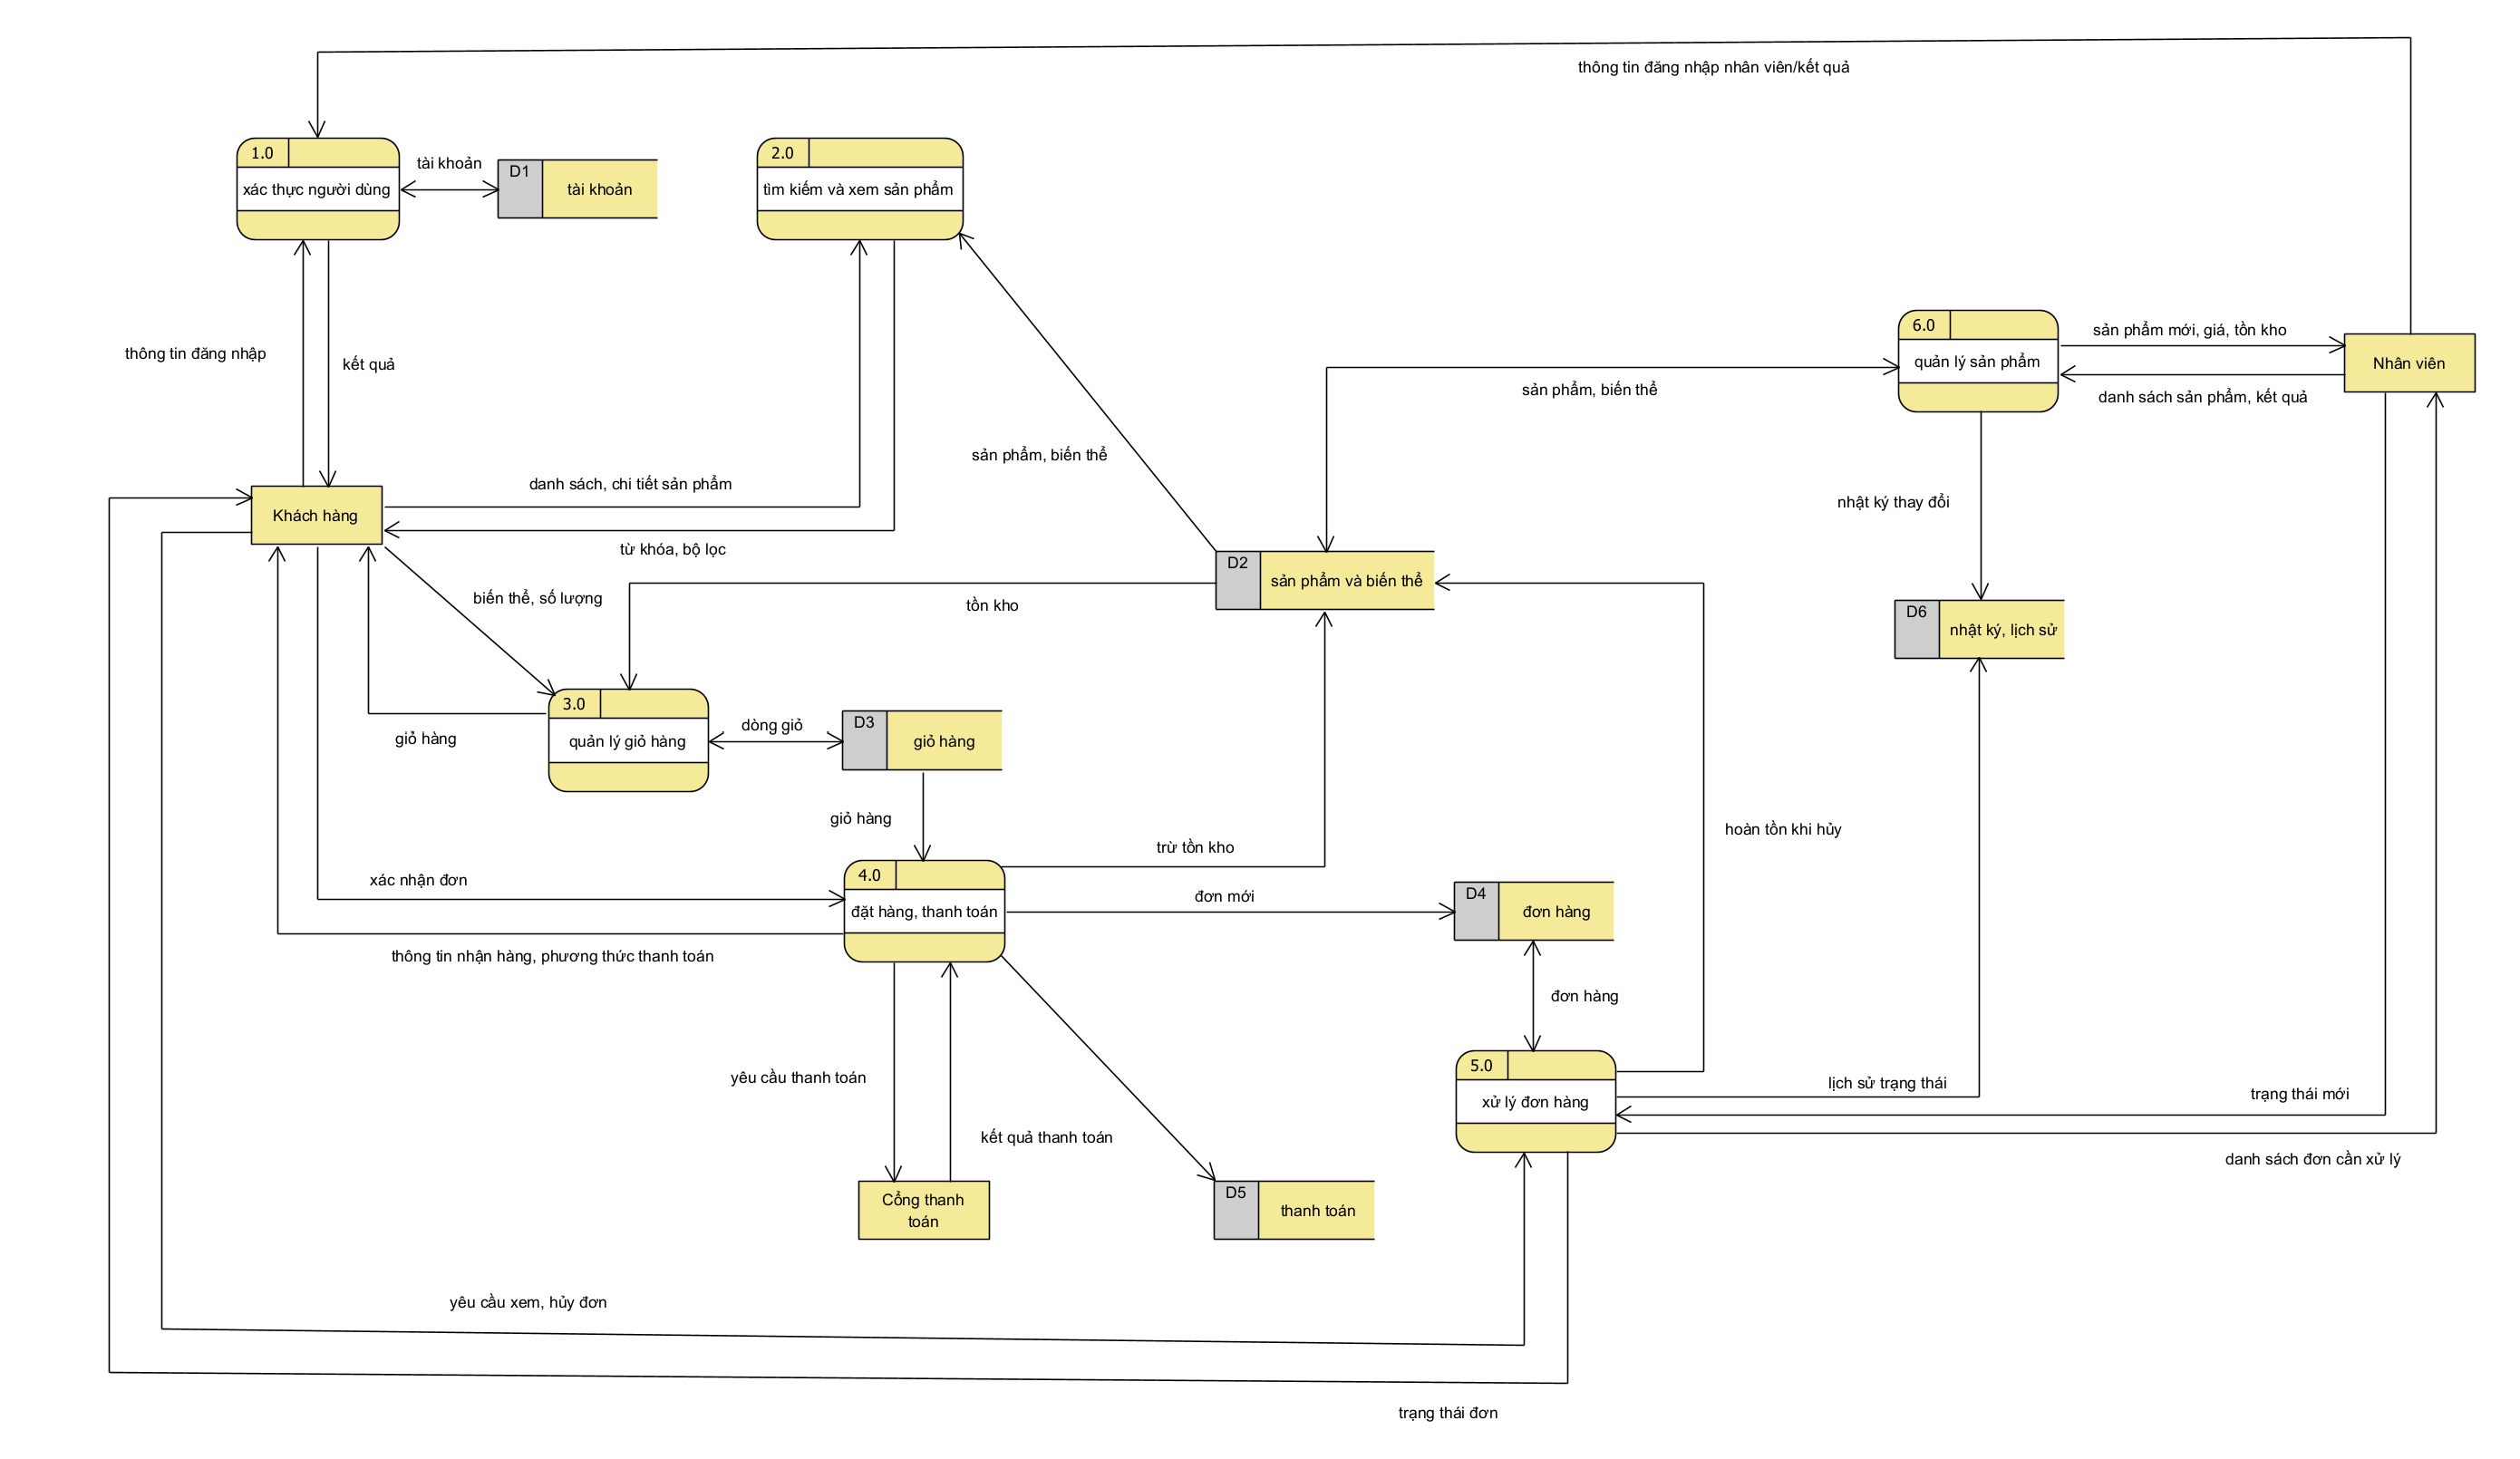 thông tin đăng nhập nhân viên/kết quả
1.0
xác thực người dùng
tài khoản
D1
tài khoản
2.0
tìm kiếm và xem sản phẩm
6.0
quản lý sản phẩm
sản phẩm mới, giá, tồn kho
Nhân viên
danh sách sản phẩm, kết quả
thông tin đăng nhập
kết quả
sản phẩm, biến thể
sản phẩm, biến thể
danh sách, chi tiết sản phẩm
nhật ký thay đổi
Khách hàng
từ khóa, bộ lọc
D2
sản phẩm và biến thể
biến thể, số lượng
tồn kho
D6
nhật ký, lịch sử
3.0
quản lý giỏ hàng
dòng giỏ
D3
giỏ hàng
giỏ hàng
giỏ hàng
trừ tồn kho
hoàn tồn khi hủy
xác nhận đơn
4.0
đặt hàng, thanh toán
đơn mới
D4
đơn hàng
thông tin nhận hàng, phương thức thanh toán
đơn hàng
yêu cầu thanh toán
5.0
xử lý đơn hàng
lịch sử trạng thái
trạng thái mới
kết quả thanh toán
danh sách đơn cần xử lý
Cổng thanh
toán
D5
thanh toán
yêu cầu xem, hủy đơn
trạng thái đơn